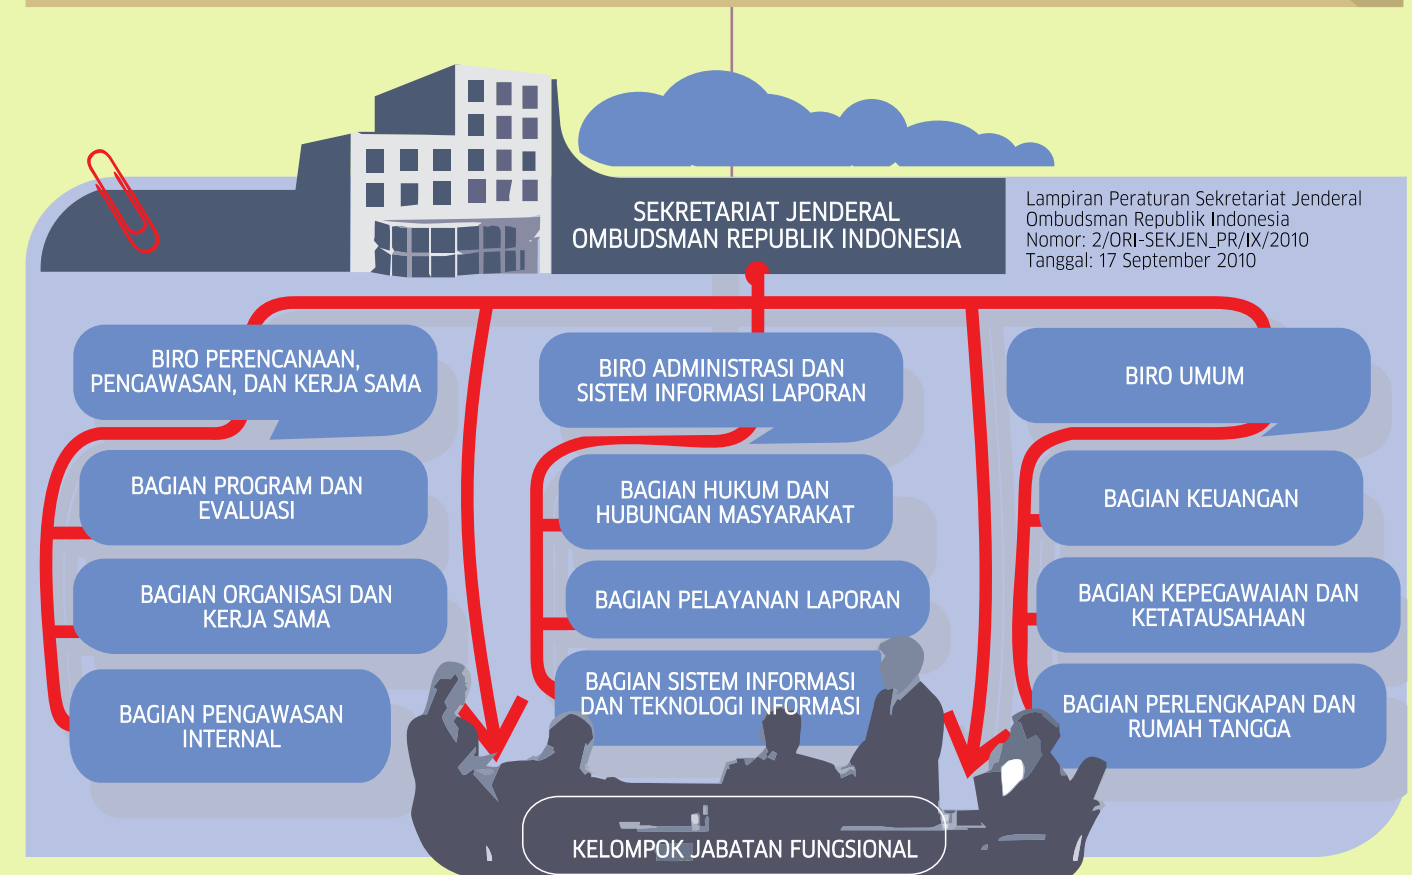 SEKRETARIAT JENDERAL
OMBUDSMAN REPUBLIK INDONESIA
Lampiran Peraturan Sekretariat Jenderal
Ombudsman Republik Indonesia
Nomor: 2/ORI-SEKJEN_PR/IX/2010
Tanggal: 17 September 2010
BIRO PERENCANAAN,
PENGAWASAN, DAN KERJA SAMA
BAGIAN PROGRAM DAN
EVALUASI
BAGIAN ORGANISASI DAN
KERJA SAMA
BAGIAN PENGAWASAN
INTERNAL
BIRO ADMINISTRASI DAN
SISTEM INFORMASI LAPORAN
BAGIAN HUKUM DAN
HUBUNGAN MASYARAKAT
BAGIAN PELAYANAN LAPORAN
BAGIAN SISTEM INFORMASI
DAN TEKNOLOGI INFORMASI
BIRO UMUM
BAGIAN KEUANGAN
BAGIAN KEPEGAWAIAN DAN
KETATAUSAHAAN
BAGIAN PERLENGKAPAN DAN
RUMAH TANGGA
KELOMPOK JABATAN FUNGSIONAL